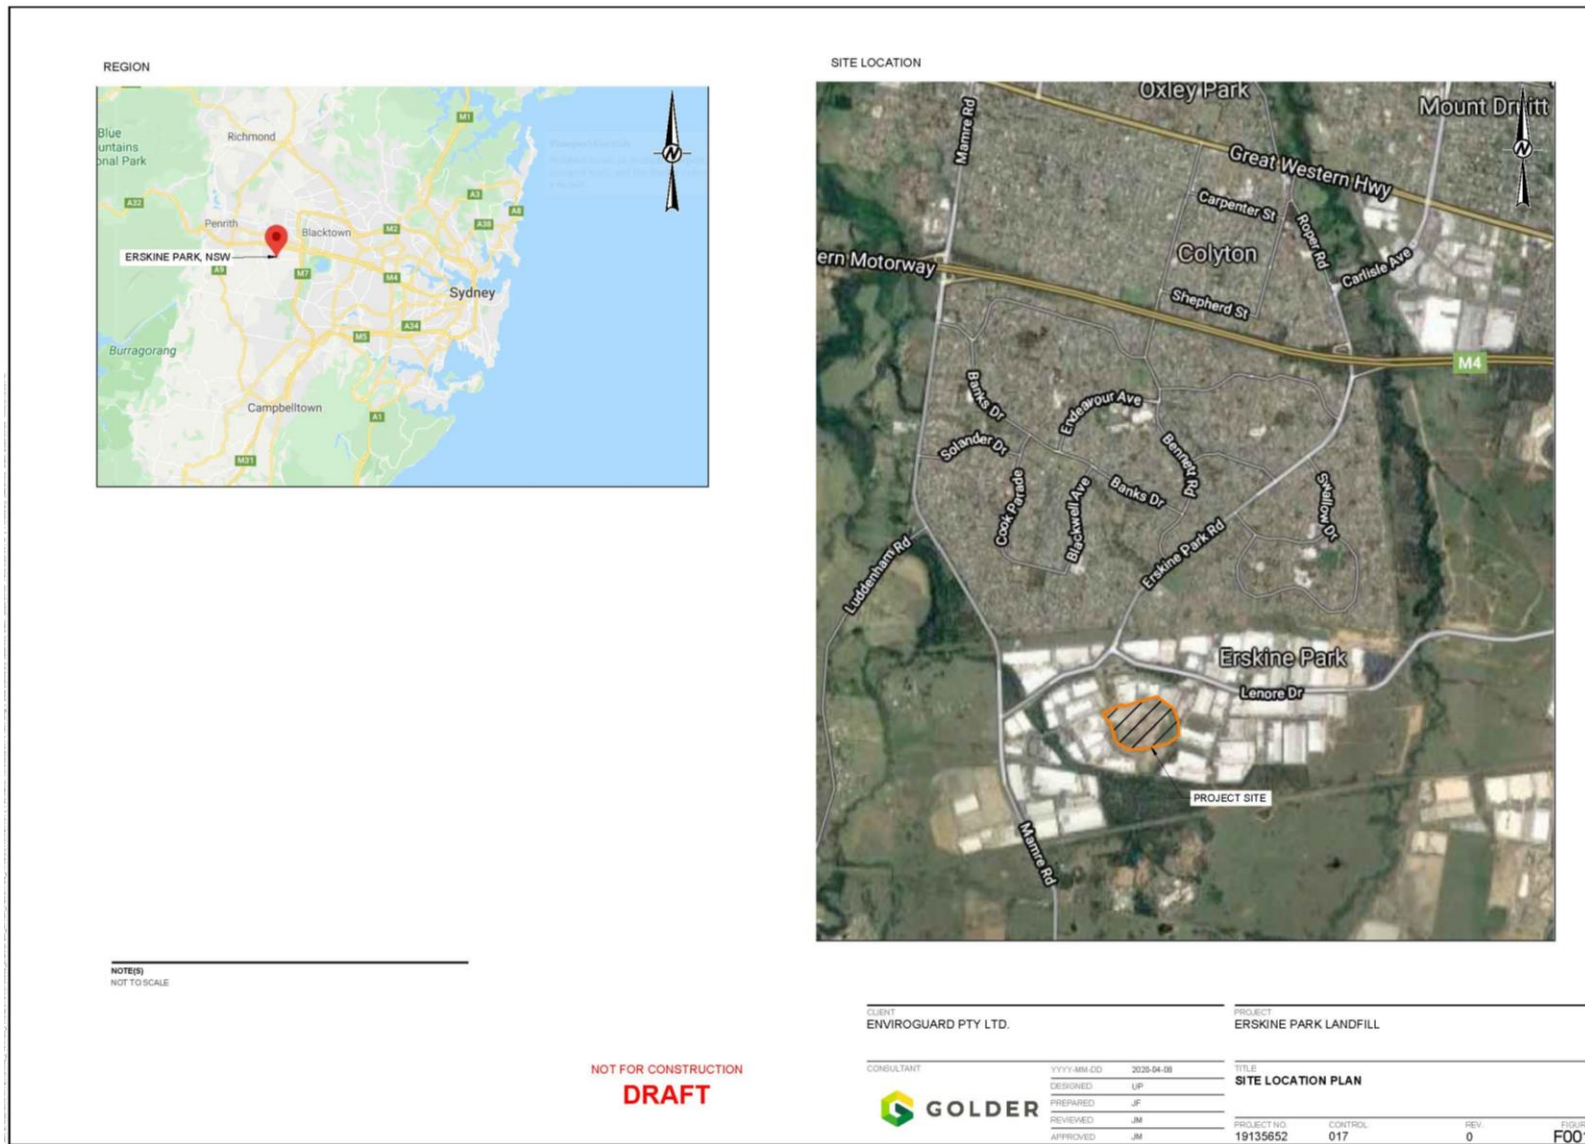 REGION
Blue
untains
onal Park
Richmond
M1
A32
Penrith
Blacktown
M2
A3
A8
A38
ERSKINE PARK, NSW
A9
M7
M4
Sydney
A34
M5
Burragorang
Campbelltown
A1
M31
N
SITE LOCATION
Oxley Park
Mount Druitt
Mamre Rd
N
Great Western Hwy
Carpenter St
Colyton
Roper Rd
Carlisle Ave
ern Motorway
Shepherd St
M4
Banks Dr
Endeavour Ave
Solander Dr
Bennett Rd
Cook Parade
Blackwell Ave
Banks Dr
Swallow Dr
Luddenham Rd
Erskine Park Rd
Erskine Park
Lenore Dr
PROJECT SITE
Mamre Rd
NOTE(S)
NOT TO SCALE
NOT FOR CONSTRUCTION
DRAFT
CLIENT
ENVIROGUARD PTY LTD.
PROJECT
ERSKINE PARK LANDFILL
CONSULTANT
GOLDER
YYYY-MM-DD 2020-04-08
DESIGNED UP
PREPARED JF
REVIEWED JM
APPROVED JM
TITLE
SITE LOCATION PLAN
PROJECT NO. CONTROL REV. FIGUR
19135652 017 0 F001